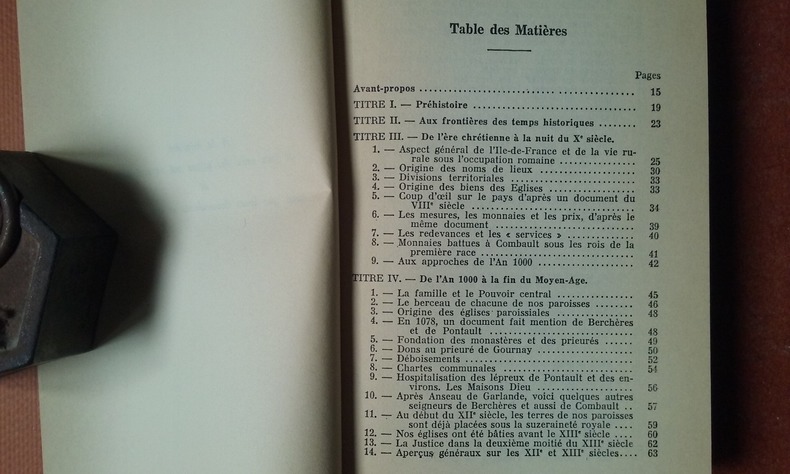 Table des Matières
Pages
Avant-propos ........................................ 15
TITRE I. — Préhistoire .................................. 19
TITRE II. — Aux frontières des temps historiques ........ 23
TITRE III. — De l'ère chrétienne à la nuit du Xe siècle.
1. — Aspect général de l'Ile-de-France et de la vie ru-
rale sous l'occupation romaine ................ 25
2. — Origine des noms de lieux .................... 30
3. — Divisions territoriales ........................ 33
4. — Origine des biens des Eglises .................. 33
5. — Coup d'œil sur le pays d'après un document du
VIIIe siècle .................................. 34
6. — Les mesures, les monnaies et les prix, d'après le
même document .............................. 39
7. — Les redevances et les « services » .............. 40
8. — Monnaies battues à Combault sous les rois de la
première race ................................ 41
9. — Aux approches de l'An 1000 .................... 42
TITRE IV. — De l'An 1000 à la fin du Moyen-Age.
1. — La famille et le Pouvoir central ................ 45
2. — Le berceau de chacune de nos paroisses ........ 46
3. — Origine des églises paroissiales ................ 48
4. — En 1078, un document fait mention de Berchères
et de Pontault .............................. 48
5. — Fondation des monastères et des prieurés ...... 49
6. — Dons au prieuré de Gournay .................... 50
7. — Déboisements ................................ 52
8. — Chartes communales .......................... 54
9. — Hospitalisation des lépreux de Pontault et des en-
virons. Les Maisons Dieu .................... 56
10. — Après Anseau de Garlande, voici quelques autres
seigneurs de Berchères et aussi de Combault .. 57
11. — Au début du XIIe siècle, les terres de nos paroisses
sont déjà placées sous la suzeraineté royale .... 59
12. — Nos églises ont été bâties avant le XIIIe siècle .... 60
13. — La Justice dans la deuxième moitié du XIIIe siècle 62
14. — Aperçus généraux sur les XIIe et XIIIe siècles.... 63